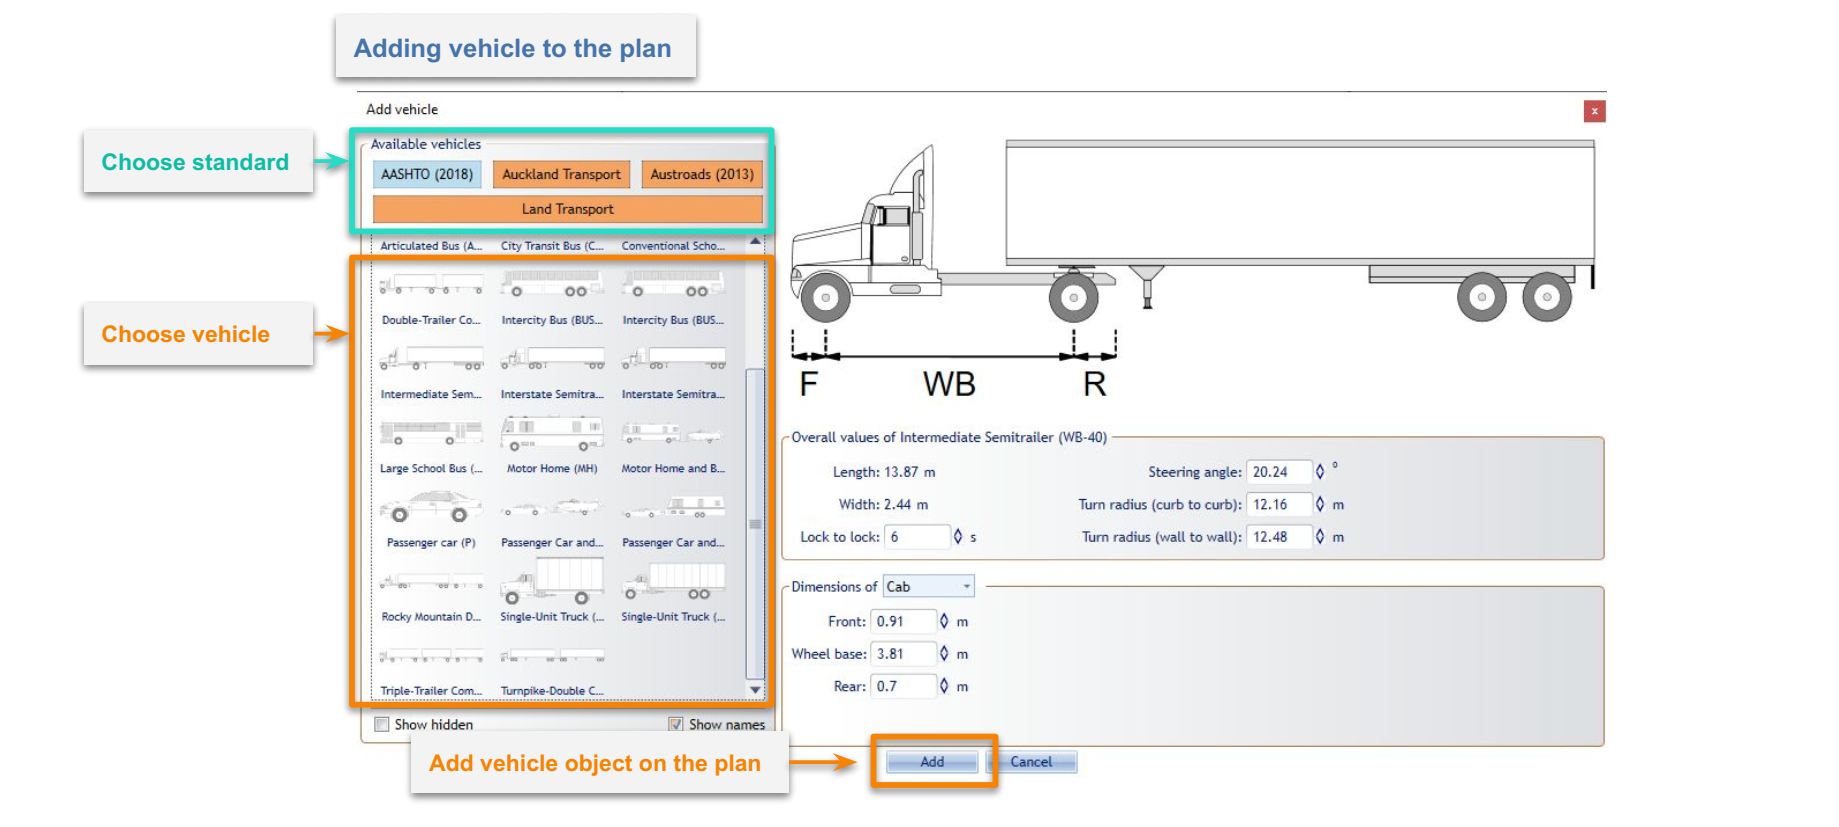 Adding vehicle to the plan
Add vehicle
x
Choose standard
Available vehicles
AASHTO (2018) Auckland Transport Austroads (2013)
Land Transport
Articulated Bus (A... City Transit Bus (C... Conventional Scho...
Choose vehicle
Double-Trailer Co... Intercity Bus (BUS... Intercity Bus (BUS...
Intermediate Sem... Interstate Semitra... Interstate Semitra...
Large School Bus (... Motor Home (MH) Motor Home and B...
Passenger car (P) Passenger Car and... Passenger Car and...
Rocky Mountain D... Single-Unit Truck (... Single-Unit Truck (...
Triple-Trailer Com... Turnpike-Double C...
Show hidden Show names
F WB R
Overall values of Intermediate Semitrailer (WB-40)
Length: 13.87 m Steering angle: 20.24 °
Width: 2.44 m Turn radius (curb to curb): 12.16 m
Lock to lock: 6 s Turn radius (wall to wall): 12.48 m
Dimensions of Cab
Front: 0.91 m
Wheel base: 3.81 m
Rear: 0.7 m
Add vehicle object on the plan
Add Cancel